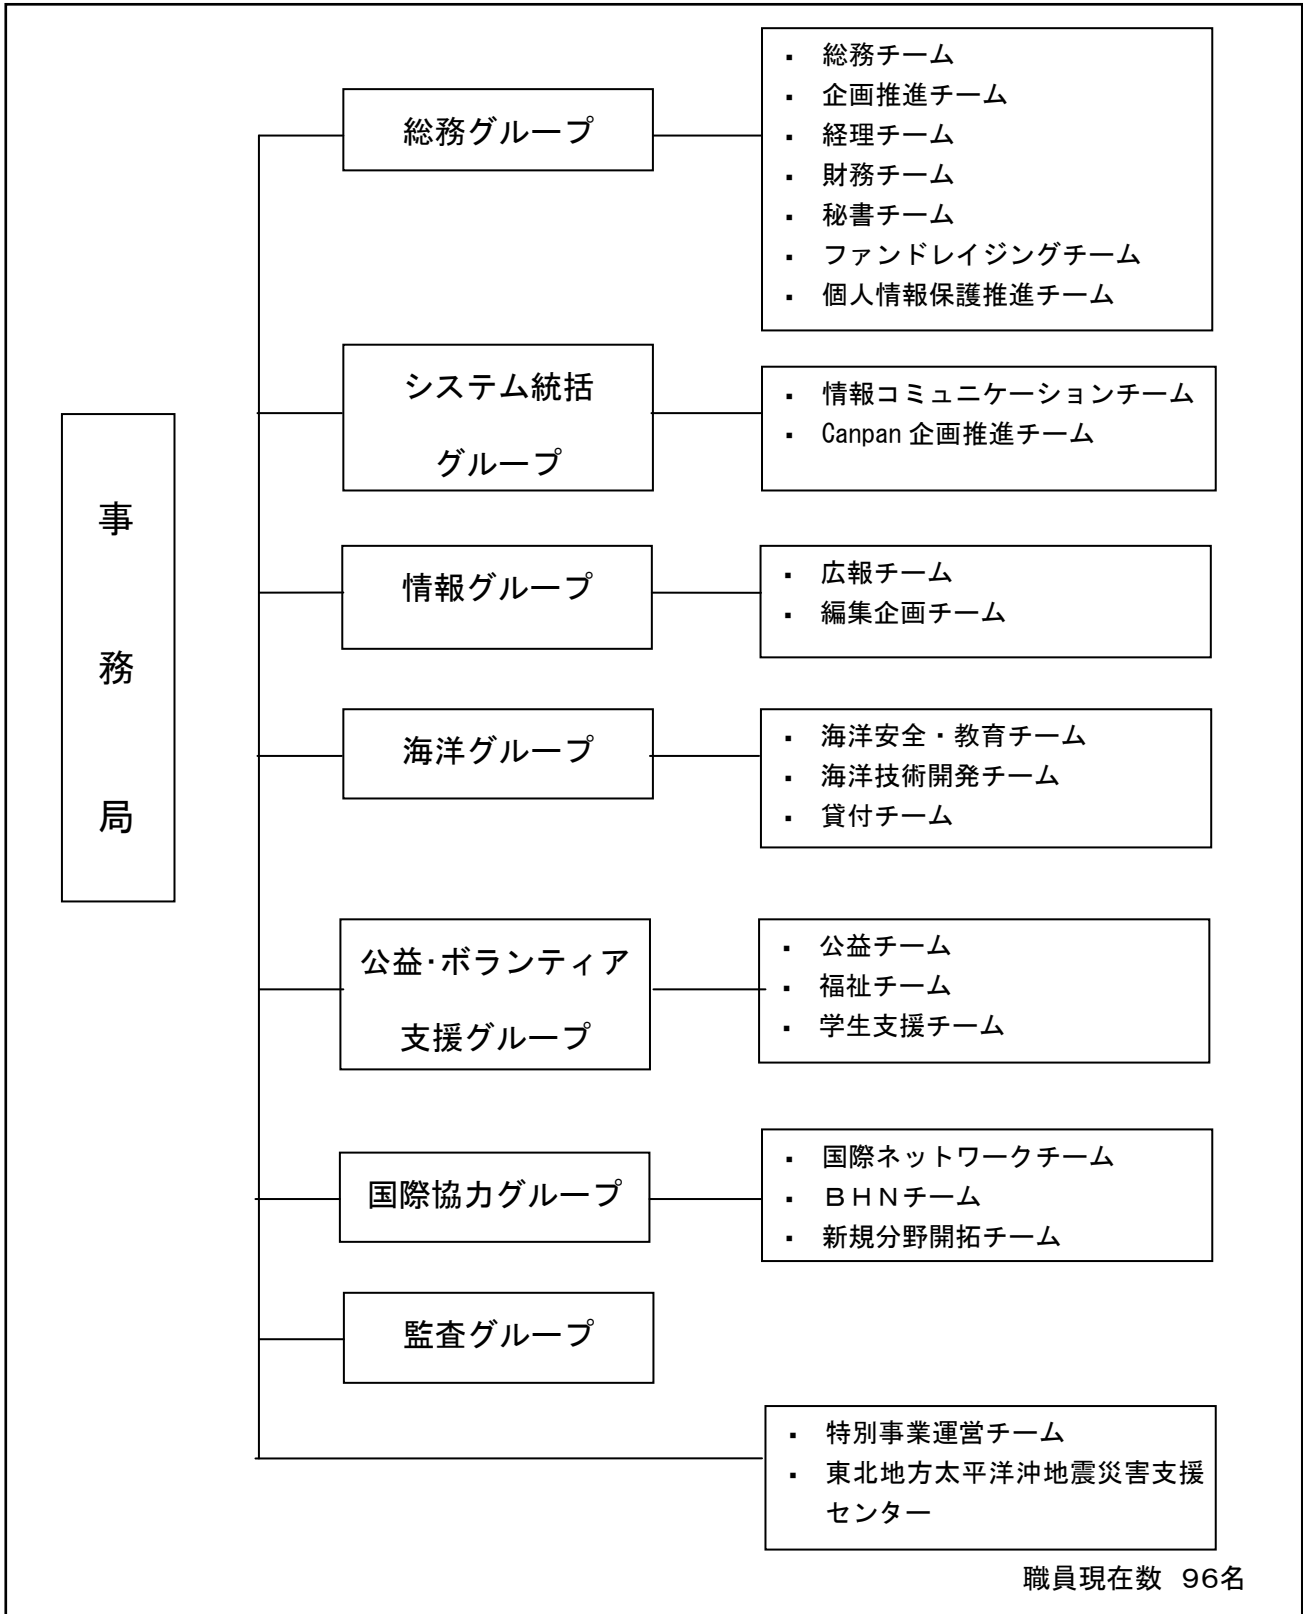 事務局
総務グループ
▪ 総務チーム
▪ 企画推進チーム
▪ 経理チーム
▪ 財務チーム
▪ 秘書チーム
▪ ファンドレイジングチーム
▪ 個人情報保護推進チーム
システム統括
グループ
▪ 情報コミュニケーションチーム
▪ Canpan 企画推進チーム
情報グループ
▪ 広報チーム
▪ 編集企画チーム
海洋グループ
▪ 海洋安全・教育チーム
▪ 海洋技術開発チーム
▪ 貸付チーム
公益・ボランティア
支援グループ
▪ 公益チーム
▪ 福祉チーム
▪ 学生支援チーム
国際協力グループ
▪ 国際ネットワークチーム
▪ ＢＨＮチーム
▪ 新規分野開拓チーム
監査グループ
▪ 特別事業運営チーム
▪ 東北地方太平洋沖地震災害支援
センター
職員現在数 96名